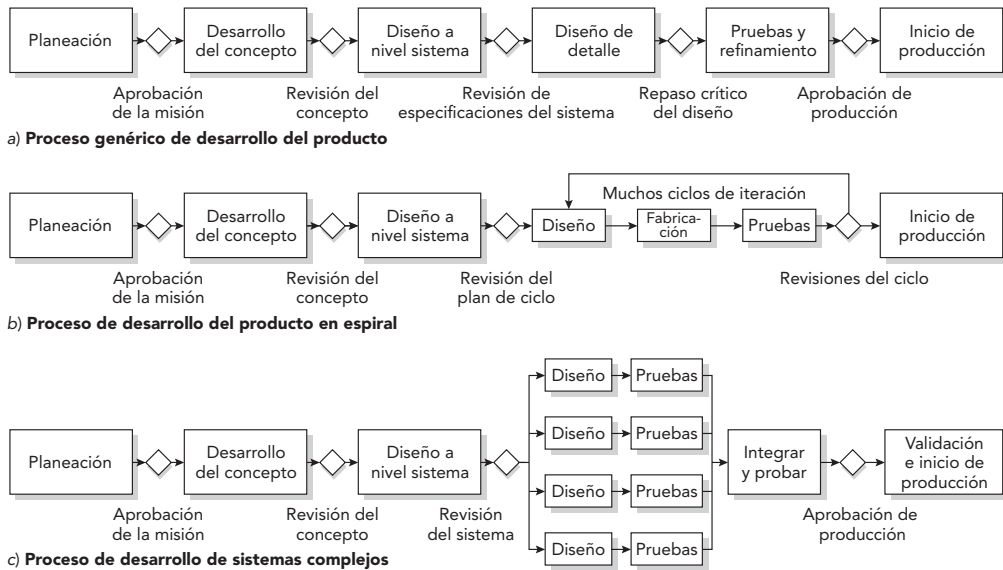 Planeación
Desarrollo
del concepto
Diseño a
nivel sistema
Diseño de
detalle
Pruebas y
refinamiento
Inicio de
producción
Aprobación
de la misión
Revisión del
concepto
Revisión de
especificaciones del sistema
Repaso crítico
del diseño
Aprobación de
producción
a) Proceso genérico de desarrollo del producto
Muchos ciclos de iteración
Planeación
Desarrollo
del concepto
Diseño a
nivel sistema
Diseño
Fabrica-
ción
Pruebas
Inicio de
producción
Aprobación
de la misión
Revisión del
concepto
Revisión del
plan de ciclo
Revisiones del ciclo
b) Proceso de desarrollo del producto en espiral
Diseño
Pruebas
Diseño
Pruebas
Planeación
Desarrollo
del concepto
Diseño a
nivel sistema
Integrar
y probar
Validación
e inicio de
producción
Diseño
Pruebas
Aprobación
de la misión
Revisión del
concepto
Revisión
del sistema
Aprobación de
producción
Diseño
Pruebas
c) Proceso de desarrollo de sistemas complejos